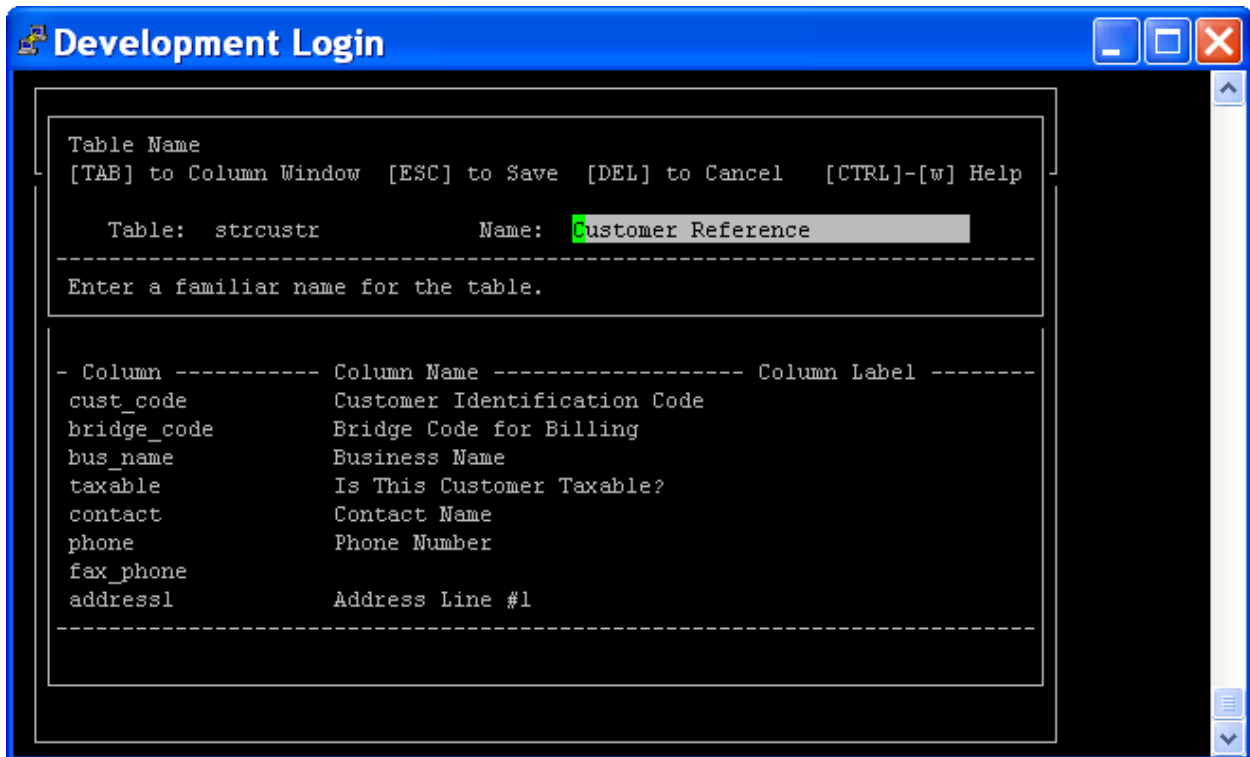 Development Login
Table Name
[TAB] to Column Window [ESC] to Save [DEL] to Cancel [CTRL]-[w] Help
Table: strcustr Name: Customer Reference
--------------------------------------------------------------------------
Enter a familiar name for the table.
- Column ----------- Column Name ------------------- Column Label --------
cust_code Customer Identification Code
bridge_code Bridge Code for Billing
bus_name Business Name
taxable Is This Customer Taxable?
contact Contact Name
phone Phone Number
fax_phone
address1 Address Line #1
--------------------------------------------------------------------------